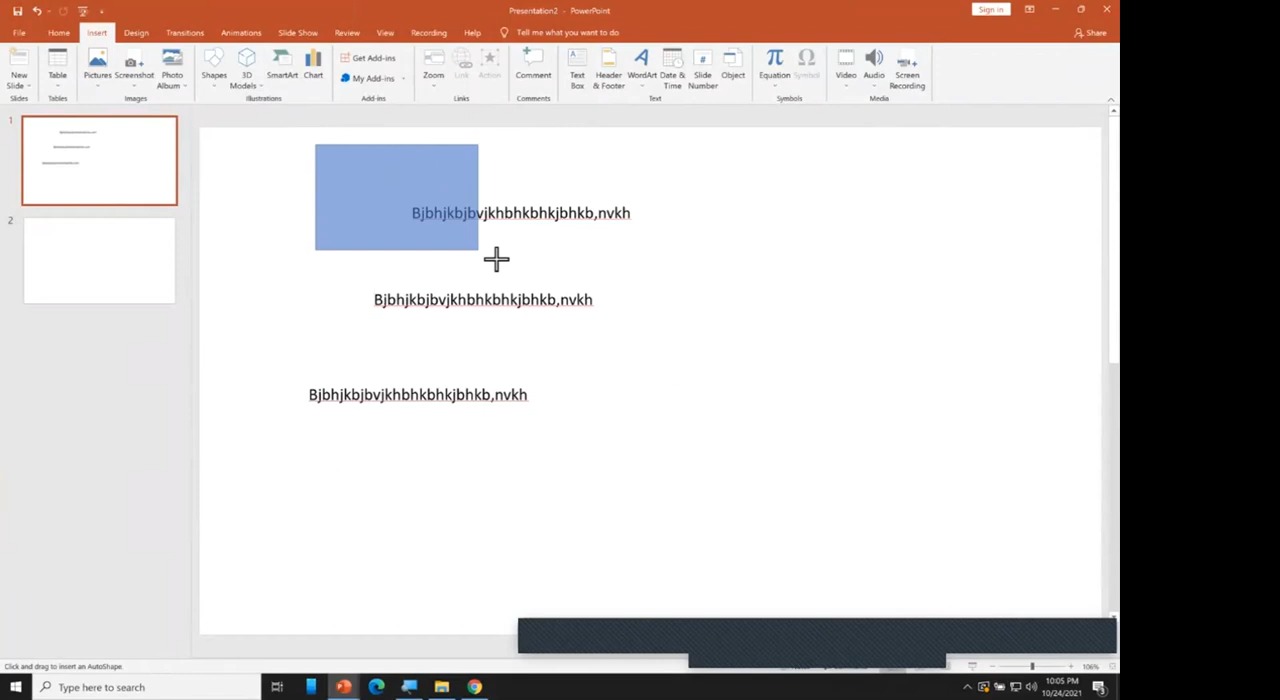 Presentation2 - PowerPoint
Sign in
File Home Insert Design Transitions Animations Slide Show Review View Recording Help Tell me what you want to do Share
New Slide Table Pictures Screenshot Photo Album Shapes 3D Models SmartArt Chart Get Add-ins My Add-ins Zoom Link Action Comment Text Box Header & Footer WordArt Date & Time Slide Number Object Equation Symbol Video Audio Screen Recording
Slides Tables Images Illustrations Add-ins Links Comments Text Symbols Media
1
2
Bjbhjkbjbvjkhbhkbhkjbhkb,nvkh
Bjbhjkbjbvjkhbhkbhkjbhkb,nvkh
Bjbhjkbjbvjkhbhkbhkjbhkb,nvkh
Click and drag to insert an AutoShape.
106%
Type here to search
10:05 PM
10/24/2021
3